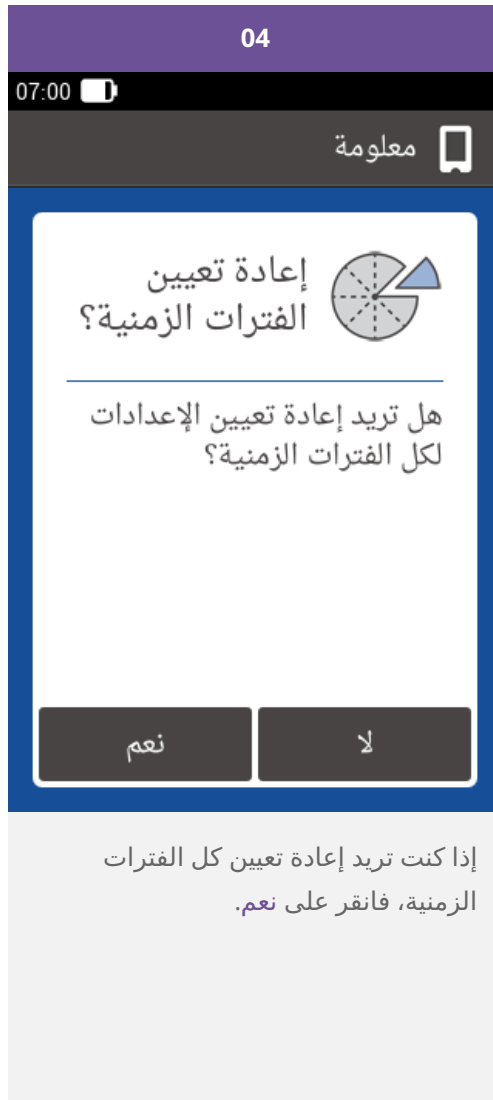 04
07:00
معلومة
إعادة تعيين
الفترات الزمنية؟
هل تريد إعادة تعيين الإعدادات
لكل الفترات الزمنية؟
لا
نعم
إذا كنت تريد إعادة تعيين كل الفترات
الزمنية، فانقر على نعم.